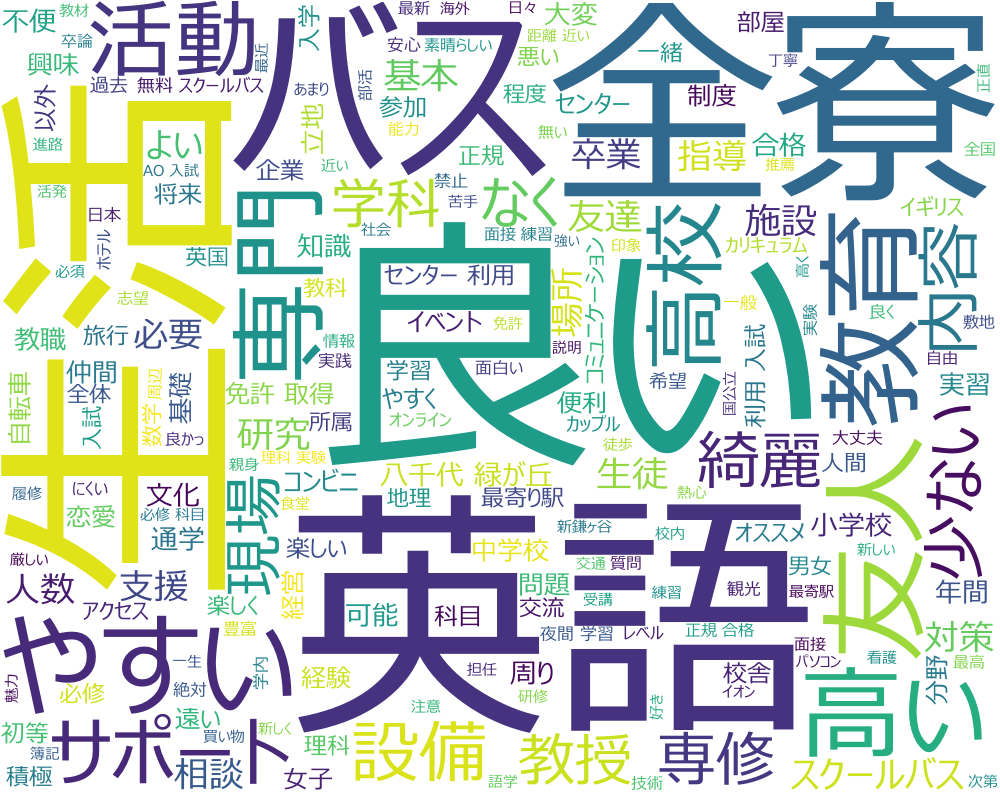 不便
教材
卒論
興味
過去
無料 スクールバス
活動
最近
入学
バス
最新
海外
日々
安心
素晴らしい
距離 近い
大変
悪い
あまり
部活
基本
参加
能力
程度
センター
一緒
無い
全寮
部屋
丁寧
制度
正直
以外
進路
活発
よい
AO 入試
将来
立地
企業
近い
正規
禁止
苦手
卒業
指導
合格
推薦
全国
生活
日本
ホテル
英国
必須
志望
専門
知識
教科
学科
社会
なく
面接 練習
強い
友達
印象
高校
施設
カリキュラム
イギリス
高く
教育
内容
良く
敷地
良い
センター 利用
イベント
免許
場所
コミュニケーション
一般
国公立
利用 入試
実験
自由
教職
旅行
必要
情報
実践
学習
やすく
オンライン
面白い
説明
便利
カップル
希望
自転車
仲間
全体
入試
数学
周辺
基礎
良かっ
免許 取得
所属
研究
理科 実験
親身
徒歩
綺麗
大丈夫
人間
実習
少ない
履修
にくい
必修 科目
文化
恋愛
通学
現場
コンビニ
食堂
八千代 緑が丘
地理
最寄り駅
生徒
熱心
新鎌ヶ谷
校内
オススメ
小学校
新しい
友人
年間
厳しい
人数
支援
アクセス
楽しく
豊富
経営
楽しい
英語
中学校
可能
科目
問題
交流
交通
質問
受講
夜間 学習
レベル
観光
練習
男女
最寄駅
正規 合格
面接
パソコン
看護
最高
対策
分野
やすい
魅力
必修
一生
絶対
学内
経験
担任
周り
研修
注意
好き
校舎
イオン
高い
初等
簿記
積極
サポート
遠い
買い物
新しく
相談
女子
理科
設備
語学
教授
技術
専修
スクールバス
次第